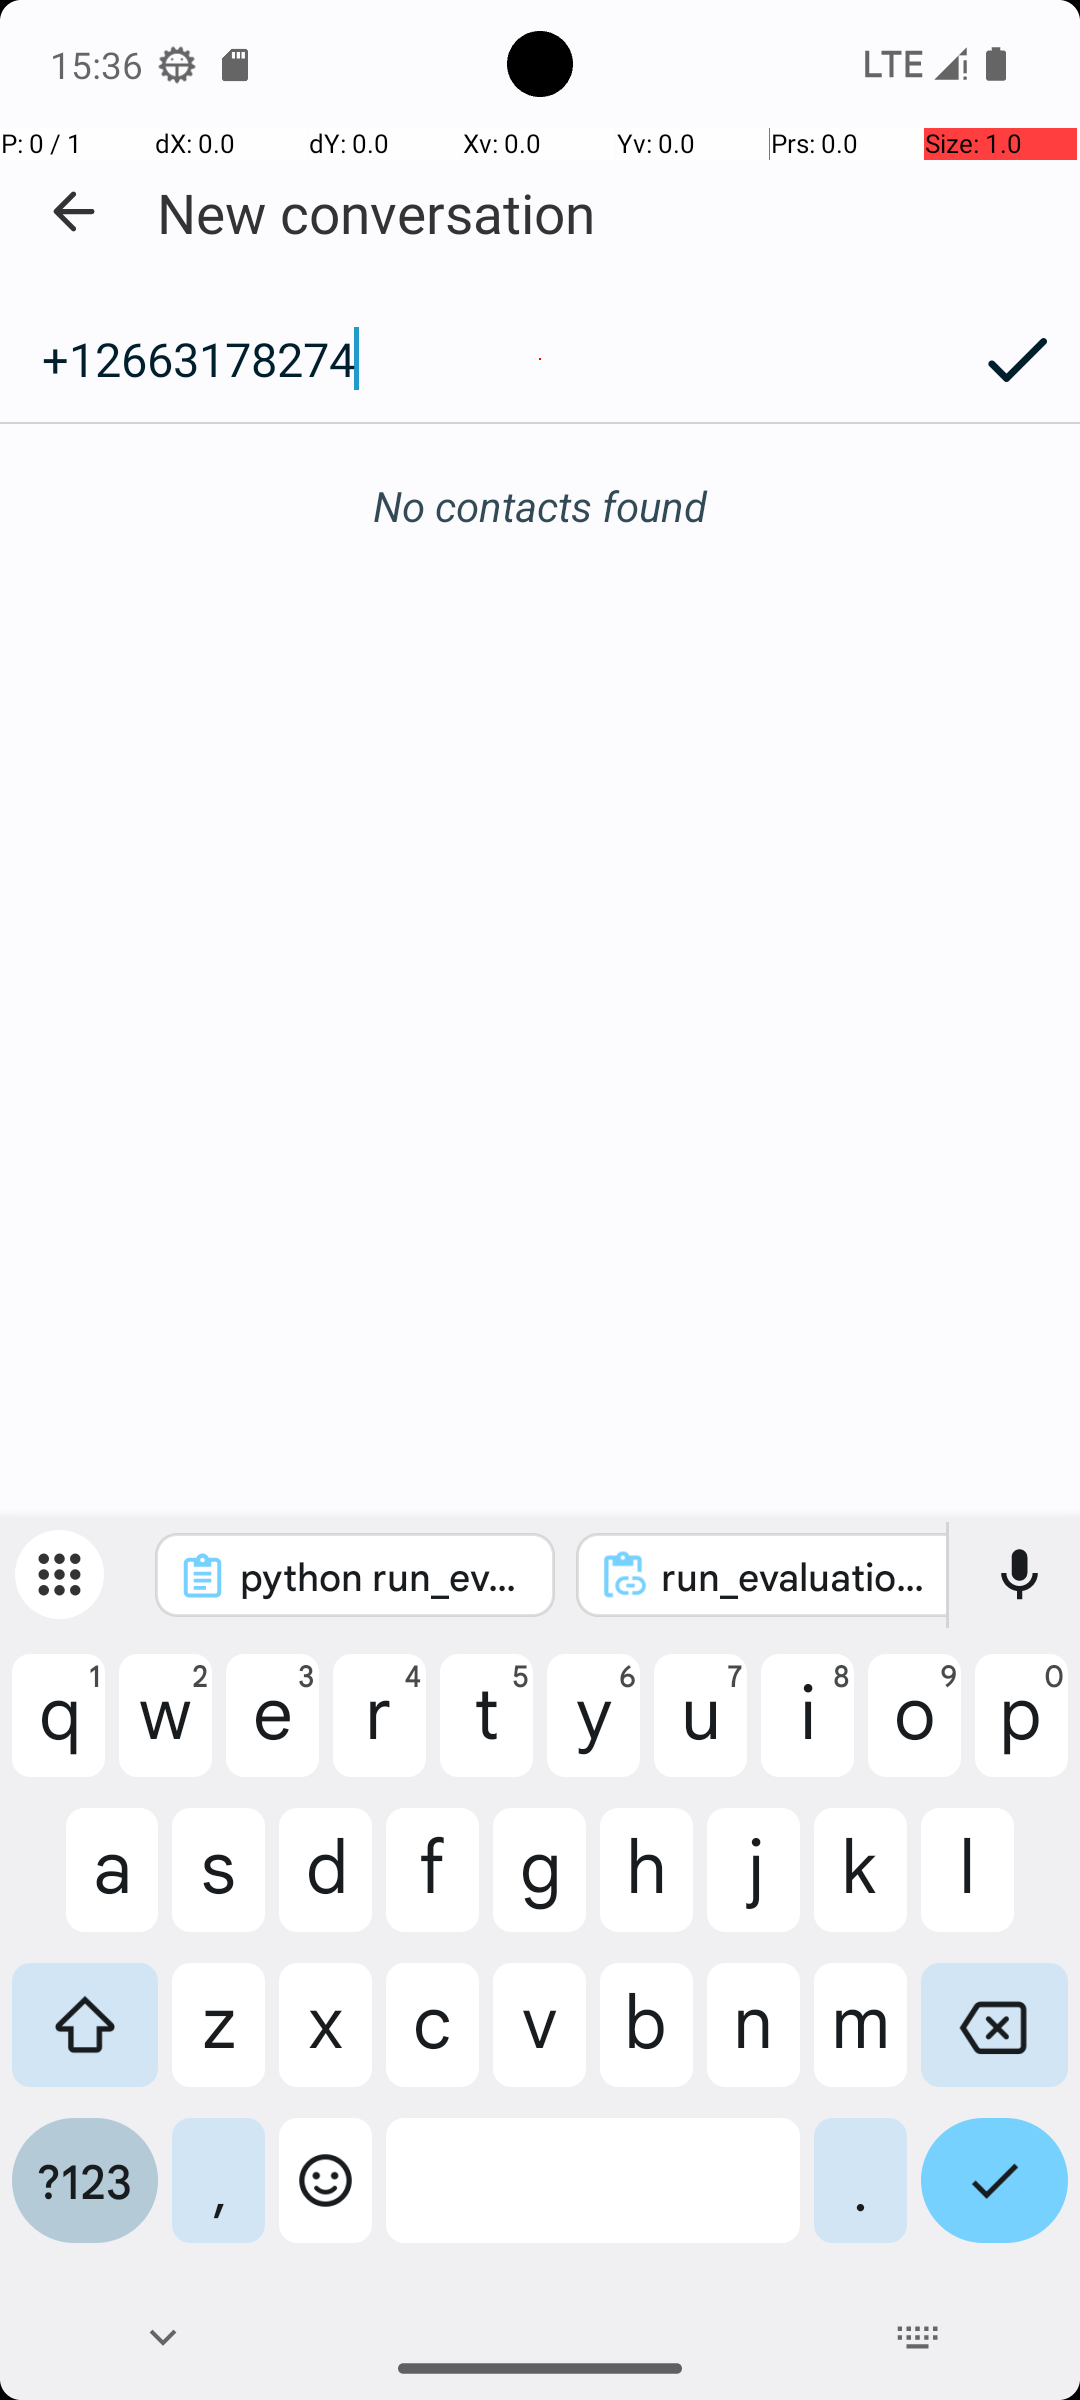 15:36 LTE
P: 0 / 1 dX: 0.0 dY: 0.0 Xv: 0.0 Yv: 0.0 Prs: 0.0 Size: 1.0
New conversation
+12663178274
No contacts found
python run_ev... run_evaluatio...
q 1 w 2 e 3 r 4 t 5 y 6 u 7 i 8 o 9 p 0
a s d f g h j k l
z x c v b n m
?123 , .